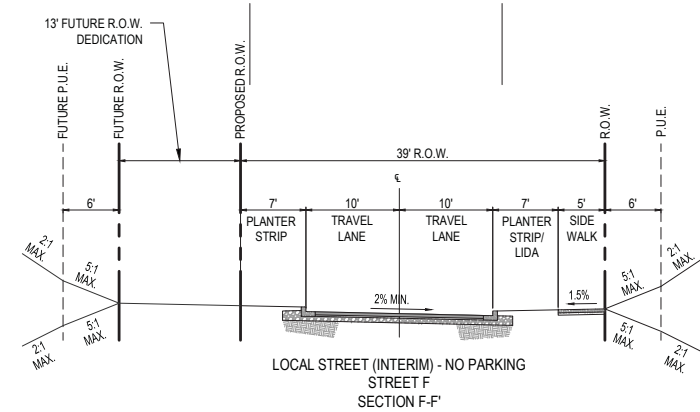 13' FUTURE R.O.W.
DEDICATION
FUTURE P.U.E.
FUTURE R.O.W.
PROPOSED R.O.W.
R.O.W.
P.U.E.
39' R.O.W.
℄
6'
7'
10'
10'
7'
5'
6'
PLANTER
STRIP
TRAVEL
LANE
TRAVEL
LANE
PLANTER
STRIP/
LIDA
SIDE
WALK
2:1
MAX.
5:1
MAX.
5:1
MAX.
2:1
MAX.
2% MIN.
1.5%
5:1
MAX.
2:1
MAX.
5:1
MAX.
2:1
MAX.
LOCAL STREET (INTERIM) - NO PARKING
STREET F
SECTION F-F'